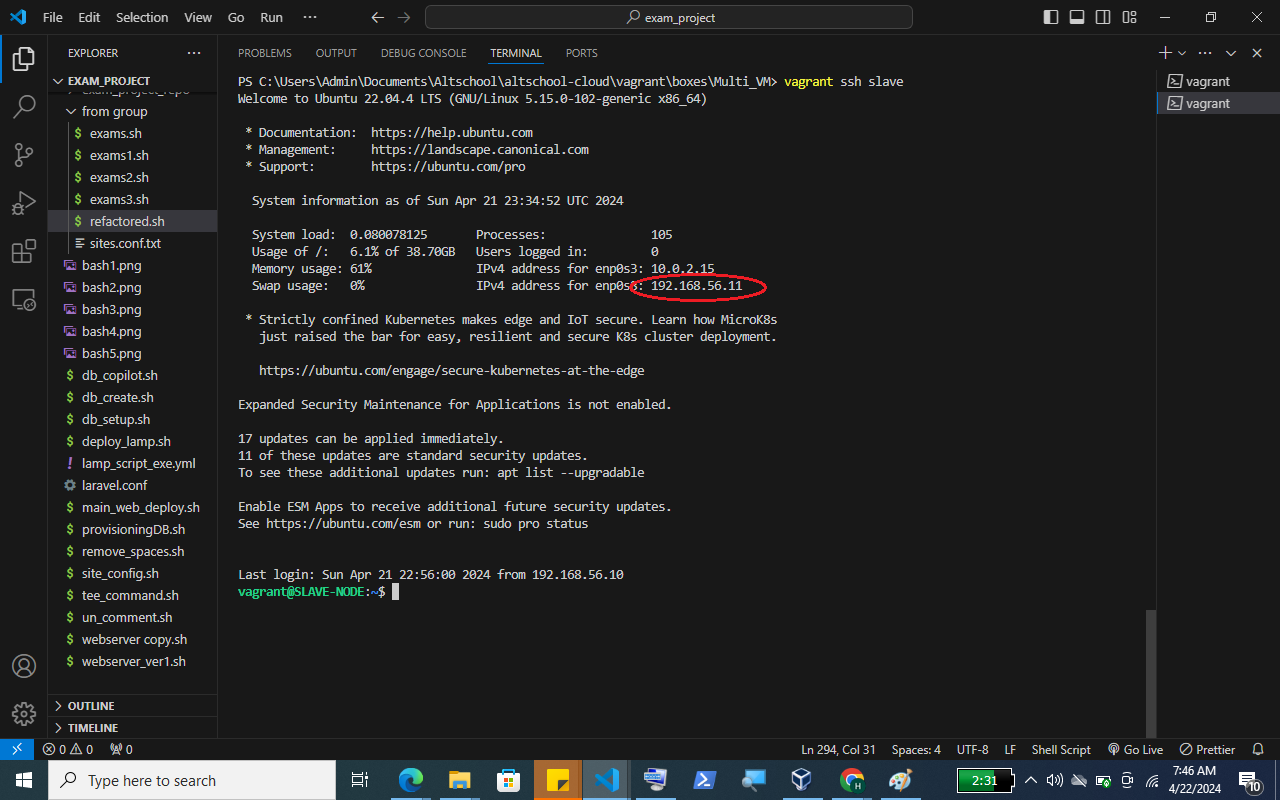 File Edit Selection View Go Run ··· exam_project
EXPLORER ···
EXAM_PROJECT
exam_project_repo
from group
exams.sh
exams1.sh
exams2.sh
exams3.sh
refactored.sh
sites.conf.txt
bash1.png
bash2.png
bash3.png
bash4.png
bash5.png
db_copilot.sh
db_create.sh
db_setup.sh
deploy_lamp.sh
lamp_script_exe.yml
laravel.conf
main_web_deploy.sh
provisioningDB.sh
remove_spaces.sh
site_config.sh
tee_command.sh
un_comment.sh
webserver copy.sh
webserver_ver1.sh
OUTLINE
TIMELINE
PROBLEMS OUTPUT DEBUG CONSOLE TERMINAL PORTS
PS C:\Users\Admin\Documents\Altschool\altschool-cloud\vagrant\boxes\Multi_VM> vagrant ssh slave
Welcome to Ubuntu 22.04.4 LTS (GNU/Linux 5.15.0-102-generic x86_64)
* Documentation: https://help.ubuntu.com
* Management: https://landscape.canonical.com
* Support: https://ubuntu.com/pro
System information as of Sun Apr 21 23:34:52 UTC 2024
System load: 0.080078125 Processes: 105
Usage of /: 6.1% of 38.70GB Users logged in: 0
Memory usage: 61% IPv4 address for enp0s3: 10.0.2.15
Swap usage: 0% IPv4 address for enp0s8: 192.168.56.11
* Strictly confined Kubernetes makes edge and IoT secure. Learn how MicroK8s
just raised the bar for easy, resilient and secure K8s cluster deployment.
https://ubuntu.com/engage/secure-kubernetes-at-the-edge
Expanded Security Maintenance for Applications is not enabled.
17 updates can be applied immediately.
11 of these updates are standard security updates.
To see these additional updates run: apt list --upgradable
Enable ESM Apps to receive additional future security updates.
See https://ubuntu.com/esm or run: sudo pro status
Last login: Sun Apr 21 22:56:00 2024 from 192.168.56.10
vagrant@SLAVE-NODE:~$
vagrant
vagrant
0 0 0 Ln 294, Col 31 Spaces: 4 UTF-8 LF Shell Script Go Live Prettier
Type here to search
2:31
7:46 AM
4/22/2024
10